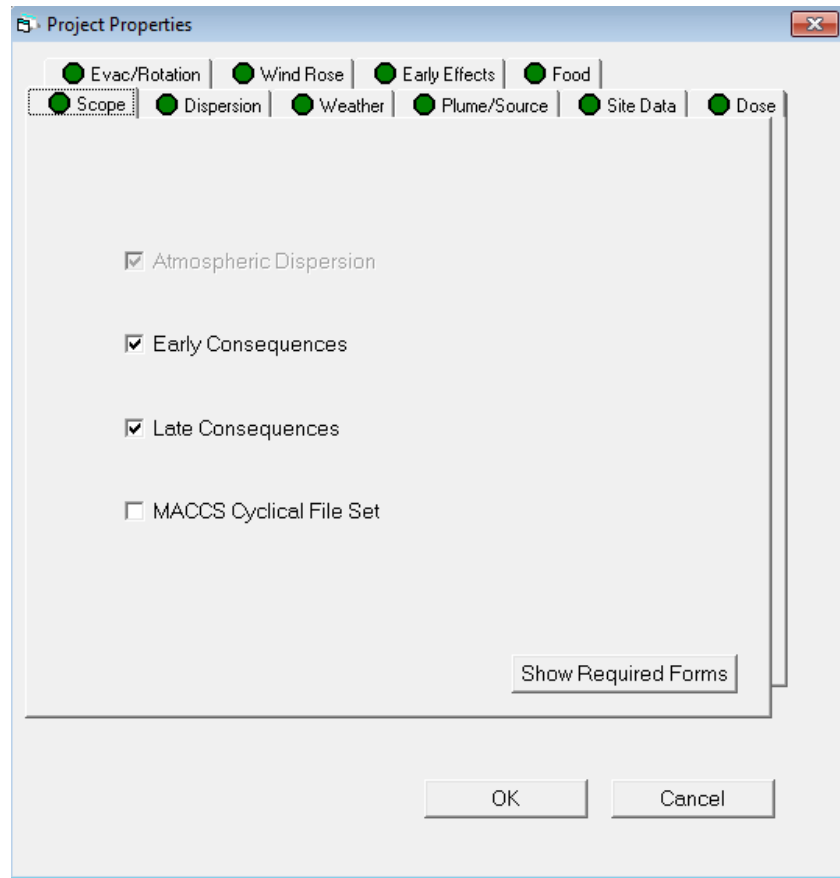 Project Properties
Evac/Rotation Wind Rose Early Effects Food
Scope Dispersion Weather Plume/Source Site Data Dose
Atmospheric Dispersion
Early Consequences
Late Consequences
MACCS Cyclical File Set
Show Required Forms
OK Cancel